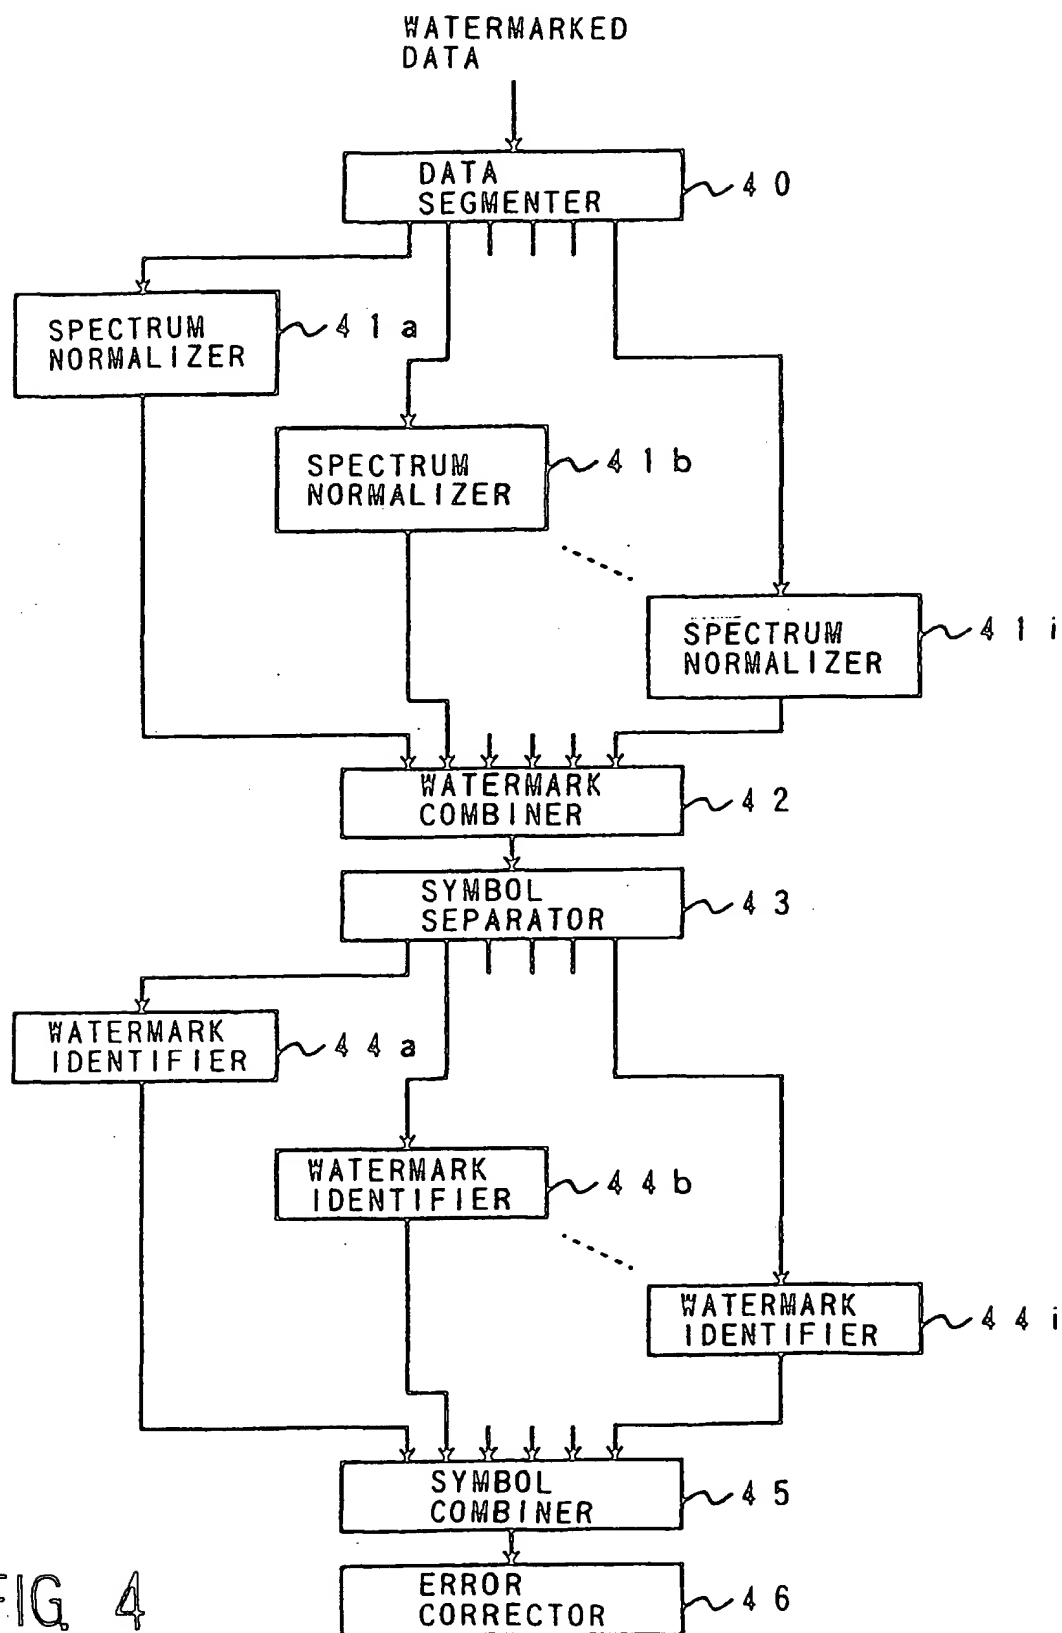 WATERMARKED
DATA
DATA
SEGMENTER
40
SPECTRUM
NORMALIZER
41a
SPECTRUM
NORMALIZER
41b
SPECTRUM
NORMALIZER
41i
WATERMARK
COMBINER
42
SYMBOL
SEPARATOR
43
WATERMARK
IDENTIFIER
44a
WATERMARK
IDENTIFIER
44b
WATERMARK
IDENTIFIER
44i
SYMBOL
COMBINER
45
ERROR
CORRECTOR
46
FIG. 4